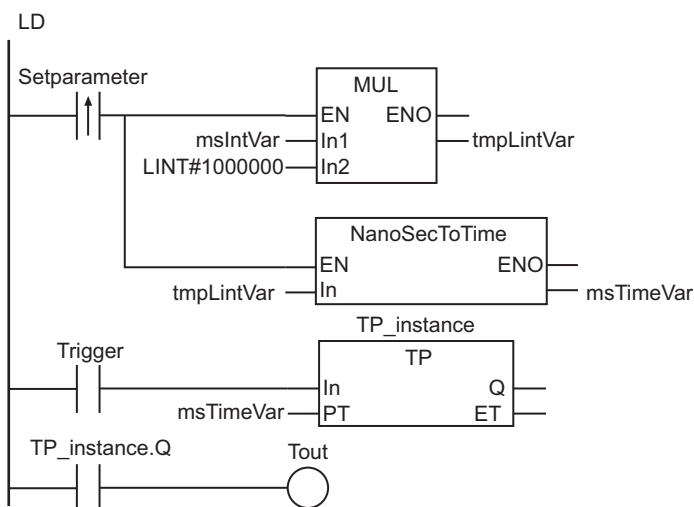 LD
Setparameter
MUL
EN ENO
msIntVar In1 tmpLintVar
LINT#1000000 In2
NanoSecToTime
EN ENO
tmpLintVar In msTimeVar
TP_instance
Trigger TP
In Q
msTimeVar PT ET
TP_instance.Q Tout